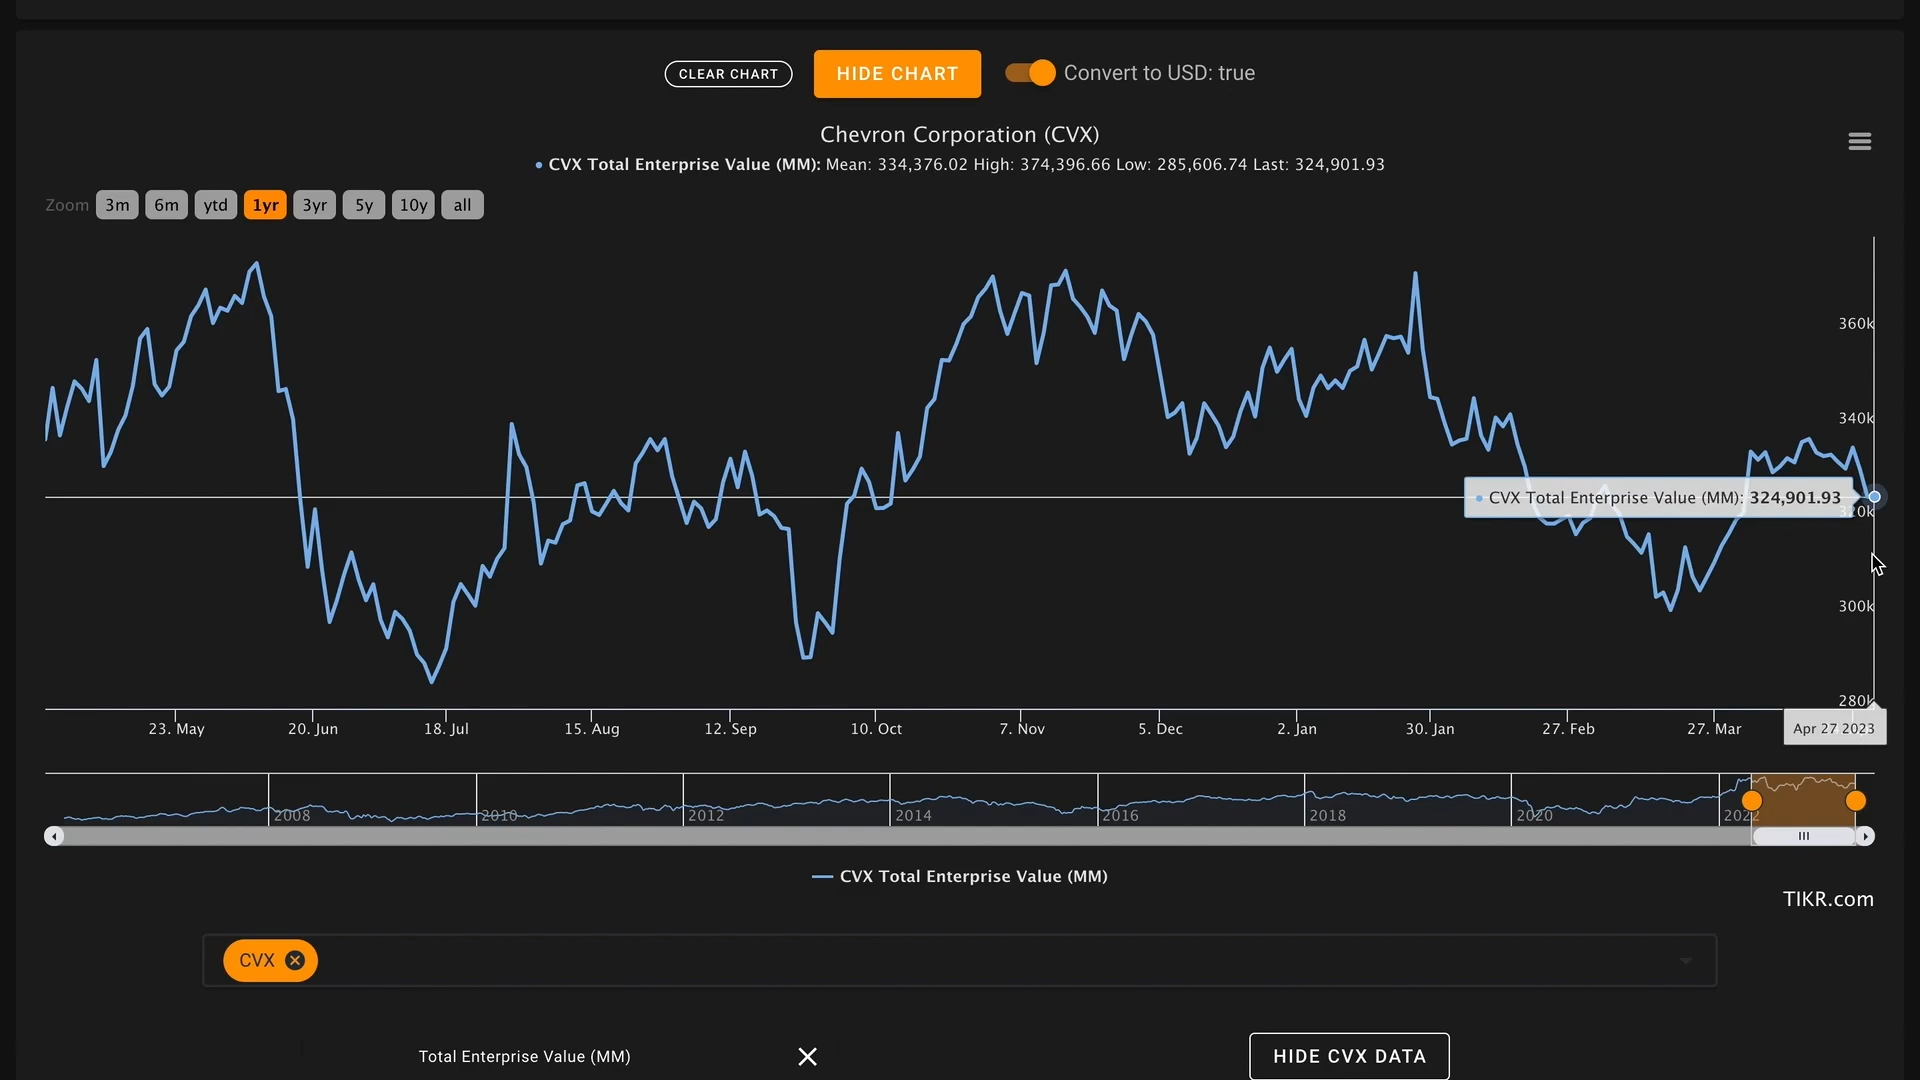 CLEAR CHART
HIDE CHART
Convert to USD: true
Chevron Corporation (CVX)
CVX Total Enterprise Value (MM): Mean: 334,376.02 High: 374,396.66 Low: 285,606.74 Last: 324,901.93
Zoom 3m 6m ytd 1yr 3yr 5y 10y all
360k
340k
CVX Total Enterprise Value (MM): 324,901.93
320k
300k
280k
23. May 20. Jun 18. Jul 15. Aug 12. Sep 10. Oct 7. Nov 5. Dec 2. Jan 30. Jan 27. Feb 27. Mar
Apr 27 2023
2008 2010 2012 2014 2016 2018 2020 2022
CVX Total Enterprise Value (MM)
TIKR.com
CVX
Total Enterprise Value (MM)
HIDE CVX DATA